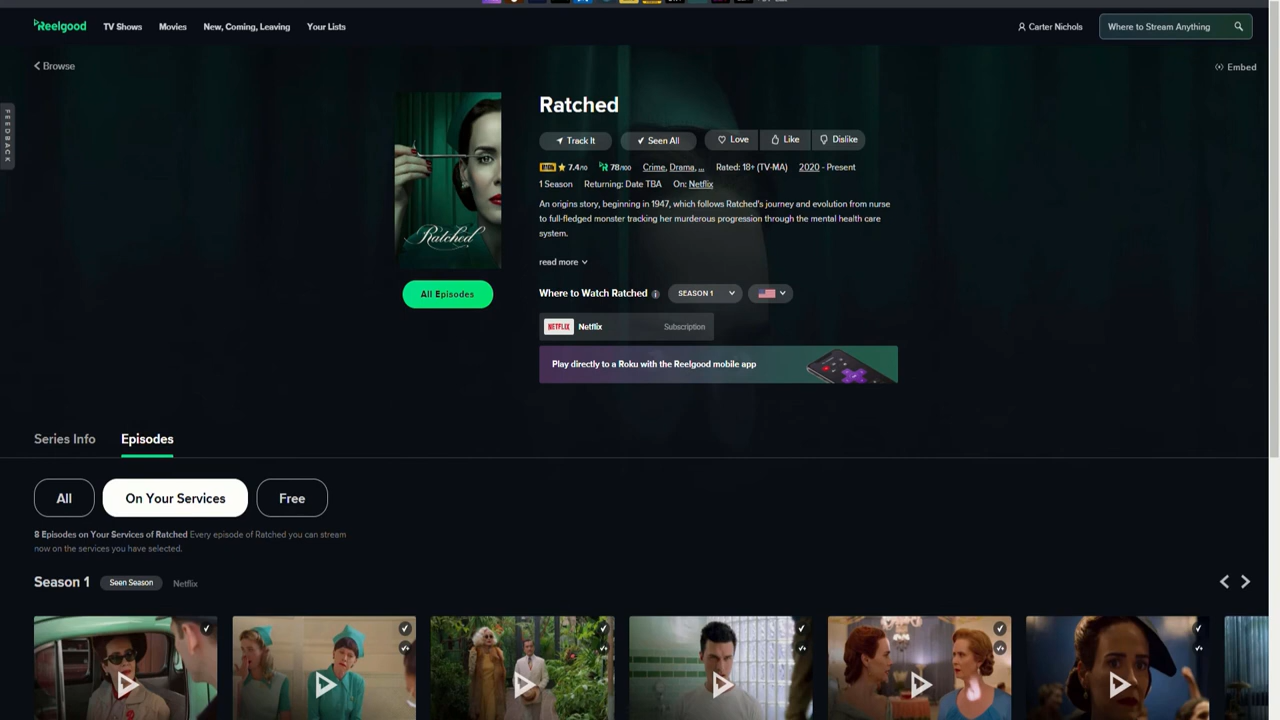 Reelgood TV Shows Movies New, Coming, Leaving Your Lists Carter Nichols Where to Stream Anything
Browse Embed
FEEDBACK
Ratched
Ratched
Track It Seen All Love Like Dislike
IMDb 7.4/10 R 78/100 Crime, Drama, ... Rated: 18+ (TV-MA) 2020 - Present
1 Season Returning: Date TBA On: Netflix
An origins story, beginning in 1947, which follows Ratched's journey and evolution from nurse
to full-fledged monster tracking her murderous progression through the mental health care
system.
read more
All Episodes
Where to Watch Ratched SEASON 1
NETFLIX Netflix Subscription
Play directly to a Roku with the Reelgood mobile app
Series Info Episodes
All On Your Services Free
8 Episodes on Your Services of Ratched Every episode of Ratched you can stream
now on the services you have selected.
Season 1 Seen Season Netflix